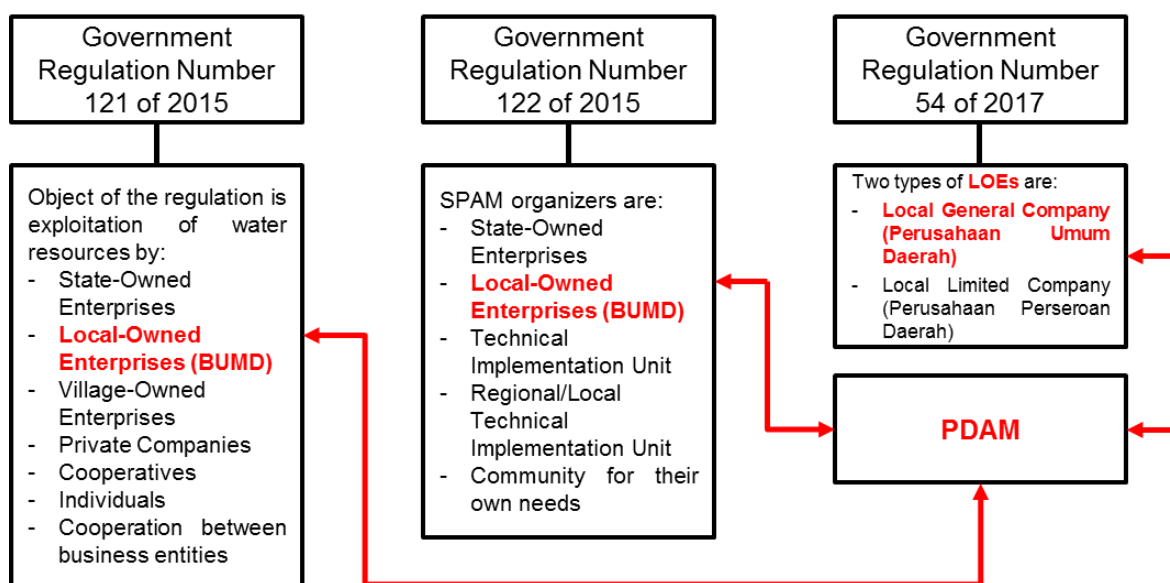 Government
Regulation Number
121 of 2015
Object of the regulation is
exploitation of water
resources by:
- State-Owned
Enterprises
- Local-Owned
Enterprises (BUMD)
- Village-Owned
Enterprises
- Private Companies
- Cooperatives
- Individuals
- Cooperation between
business entities
Government
Regulation Number
122 of 2015
SPAM organizers are:
- State-Owned
Enterprises
- Local-Owned
Enterprises (BUMD)
- Technical
Implementation Unit
- Regional/Local
Technical
Implementation Unit
- Community for their
own needs
Government
Regulation Number
54 of 2017
Two types of LOEs are:
- Local General Company
(Perusahaan Umum
Daerah)
- Local Limited Company
(Perusahaan Perseroan
Daerah)
PDAM